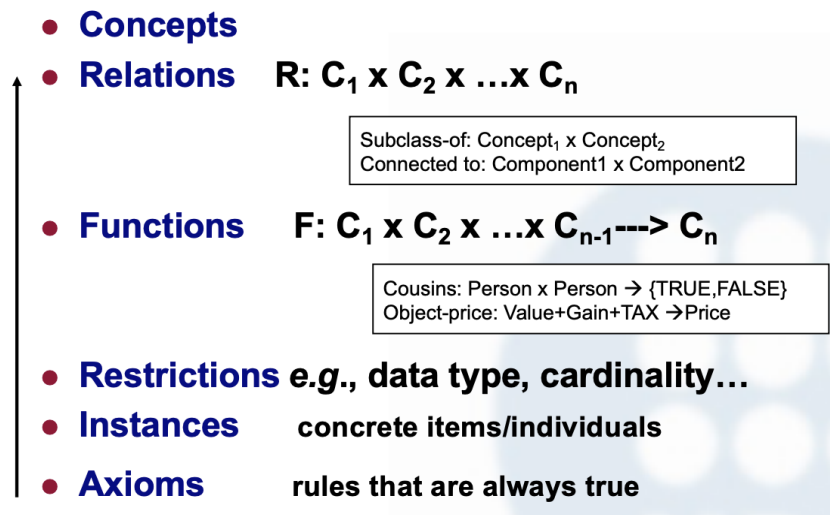 • Concepts
• Relations R: C₁ x C₂ x …x Cₙ
Subclass-of: Concept₁ x Concept₂
Connected to: Component1 x Component2
• Functions F: C₁ x C₂ x …x Cₙ₋₁---> Cₙ
Cousins: Person x Person → {TRUE,FALSE}
Object-price: Value+Gain+TAX →Price
• Restrictions e.g., data type, cardinality…
• Instances concrete items/individuals
• Axioms rules that are always true